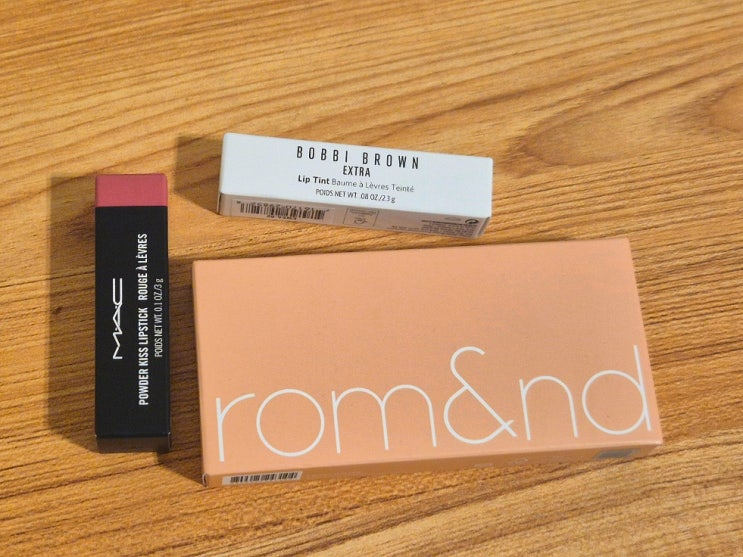 BOBBI BROWN
EXTRA
Lip Tint Baume à Lèvres Teinté
POIDS NET WT .08 OZ./2.3 g
MAC
POWDER KISS LIPSTICK ROUGE À LÈVRES
POIDS NET WT. 0.1 OZ/3 g
rom&nd